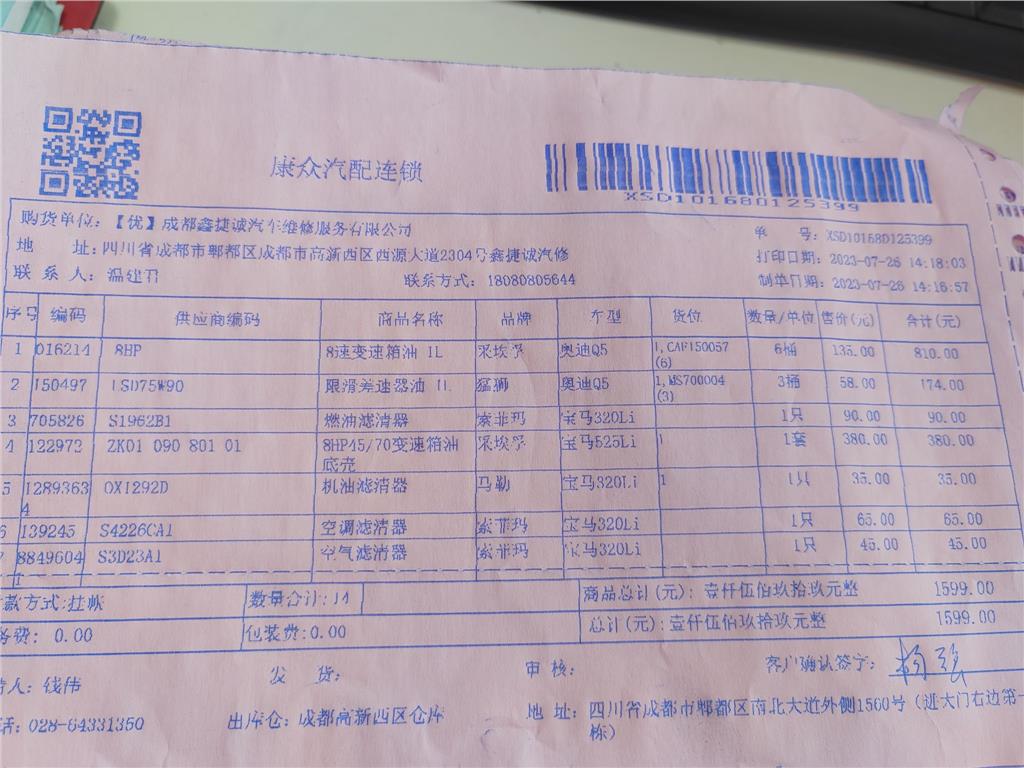 康众汽配连锁
XSD101680125399
购货单位: 【优】成都鑫捷诚汽车维修服务有限公司
单 号: XSD101680125399
地 址: 四川省成都市郫都区成都市高新西区西源大道2304号鑫捷诚汽修
打印日期: 2023-07-26 14:18:03
联系人: 温建君 联系方式: 18080805644
制单日期: 2023-07-26 14:16:57
序号 编码 供应商编码 商品名称 品牌 车型 货位 数量/单位 售价(元) 合计(元)
1 016214 8HP 8速变速箱油 1L 采埃孚 奥迪Q5 1,CAF150057 6桶 135.00 810.00
(6)
2 150497 LSD75W90 限滑差速器油 1L 猛狮 奥迪Q5 1,MS700004 3桶 58.00 174.00
(3)
3 705826 S1962B1 燃油滤清器 索菲玛 宝马320Li 1只 90.00 90.00
4 122973 ZK01 090 801 01 8HP45/70变速箱油 采埃孚 宝马525Li 1 1套 380.00 380.00
底壳
5 1289363 OX1292D 机油滤清器 马勒 宝马320Li 1 1只 35.00 35.00
4
6 139245 S4226CA1 空调滤清器 索菲玛 宝马320Li 1只 65.00 65.00
7 8849604 S3D23A1 空气滤清器 索菲玛 宝马320Li 1只 45.00 45.00
1
款方式:挂帐 数量合计:14 商品总计(元): 壹仟伍佰玖拾玖元整 1599.00
务费: 0.00 包装费:0.00 总计(元):壹仟伍佰玖拾玖元整 1599.00
人: 钱伟 发 货: 审 核: 客户确认签字:
话: 028-64331350 出库仓: 成都高新西区仓库 地 址: 四川省成都市郫都区南北大道外侧1560号 (进大门右边第一
栋)